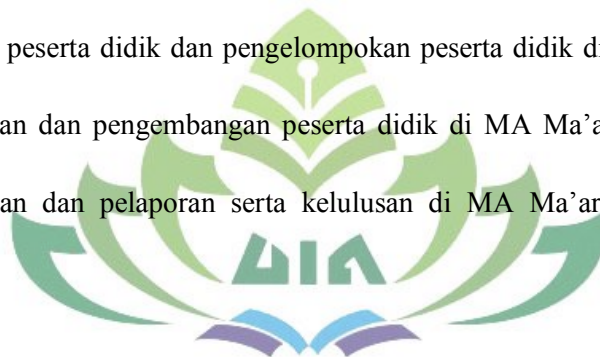 peserta didik dan pengelompokan peserta didik di
an dan pengembangan peserta didik di MA Ma’a
an dan pelaporan serta kelulusan di MA Ma’ar
UIN